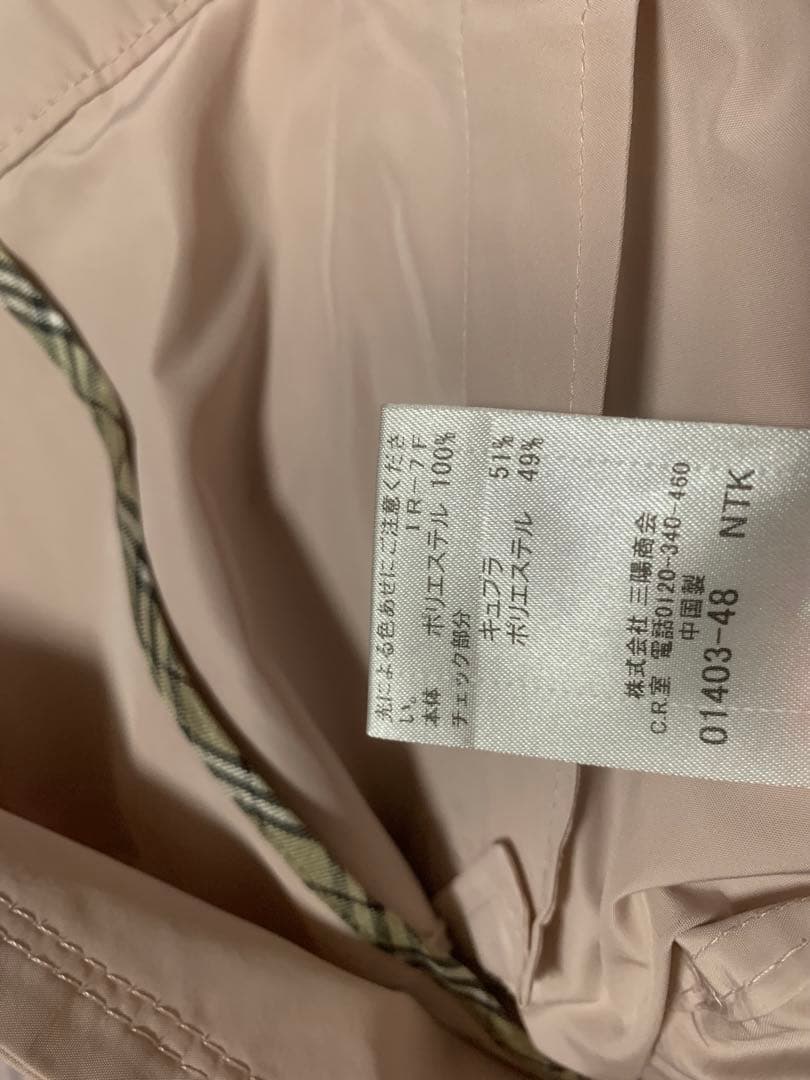 光による色あせにご注意くださ
い。 IR-7F
本体 ポリエステル 100%
チェック部分
キュプラ 51%
ポリエステル 49%
株式会社 三陽商会
C.R.室 電話0120-340-460
中国製
01403-48 NTK